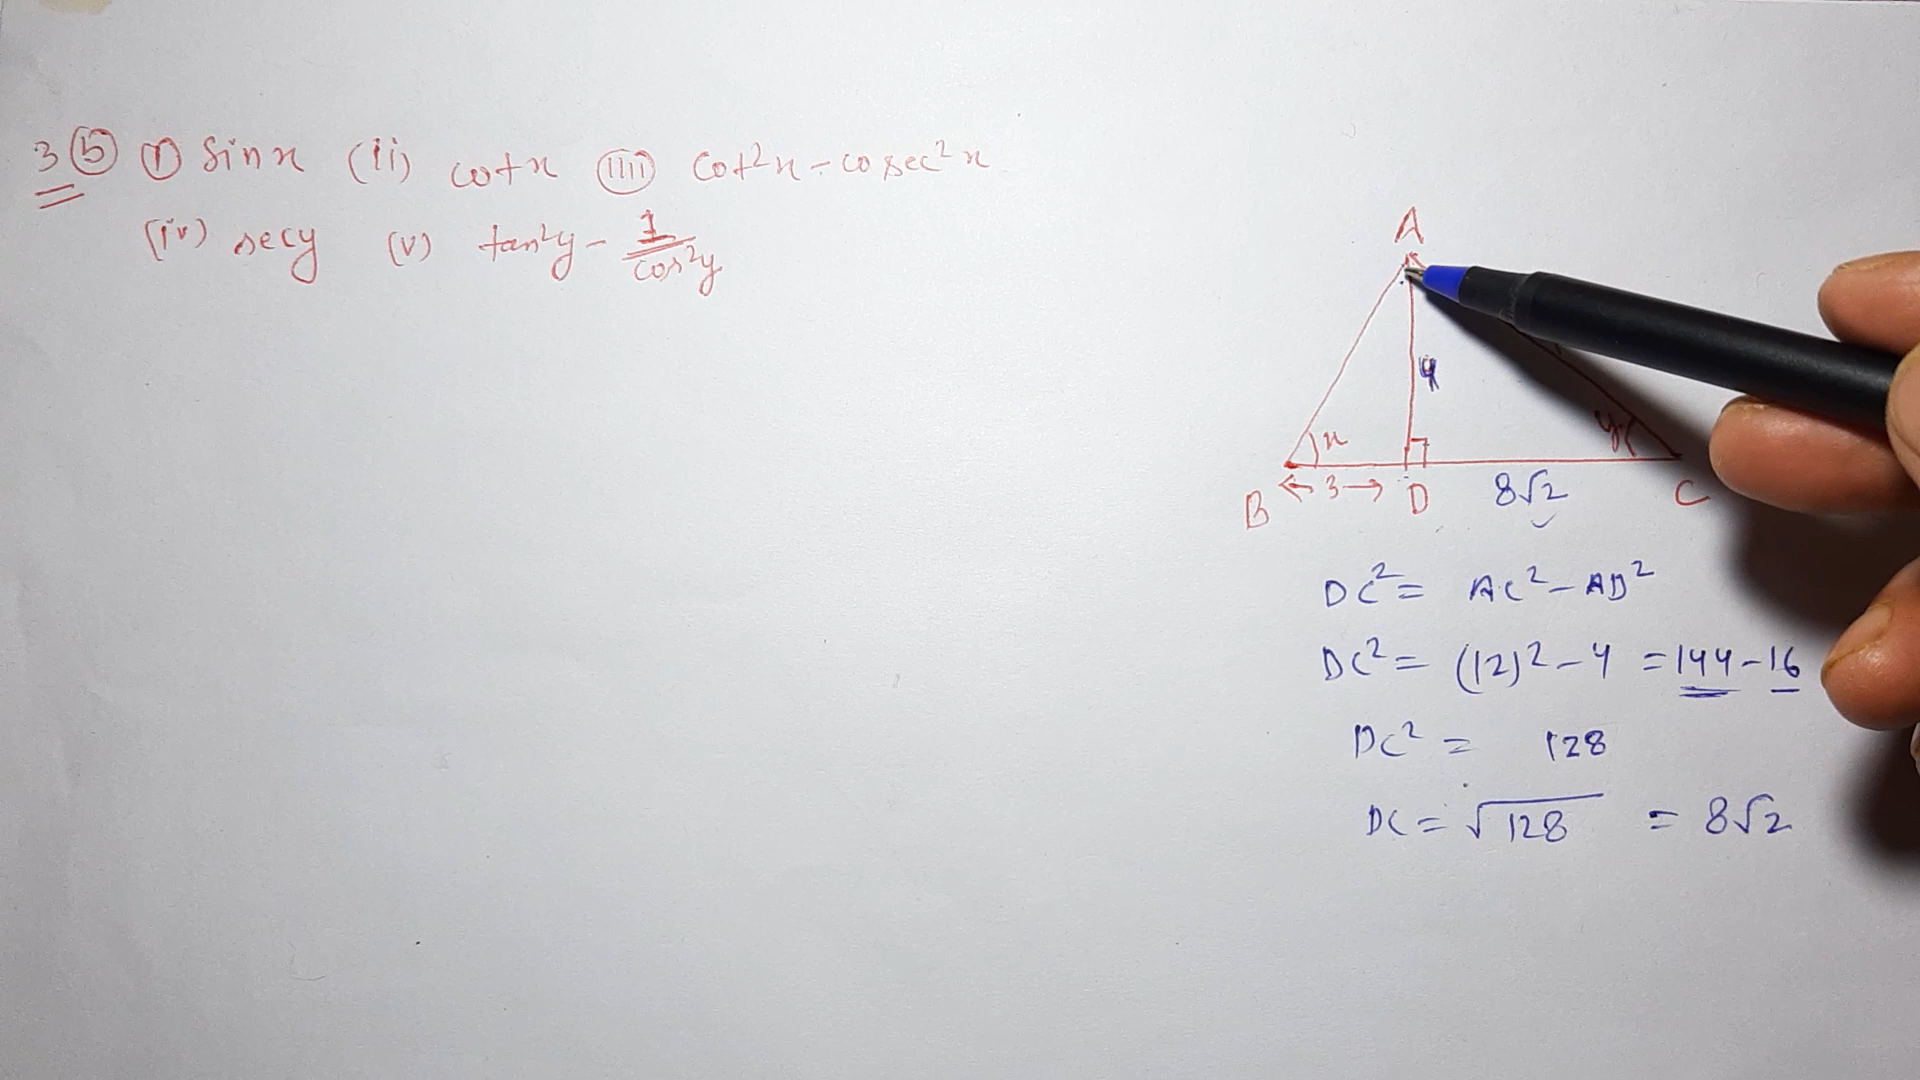 3 (b) (i) sin x (ii) cot x (iii) cot²x - cosec²x
(iv) sec y (v) tan²y - 1/cos²y
A
4
x
y
B ← 3 → D 8√2 C
DC² = AC² - AD²
DC² = (12)² - 4 = 144 - 16
DC² = 128
DC = √128 = 8√2